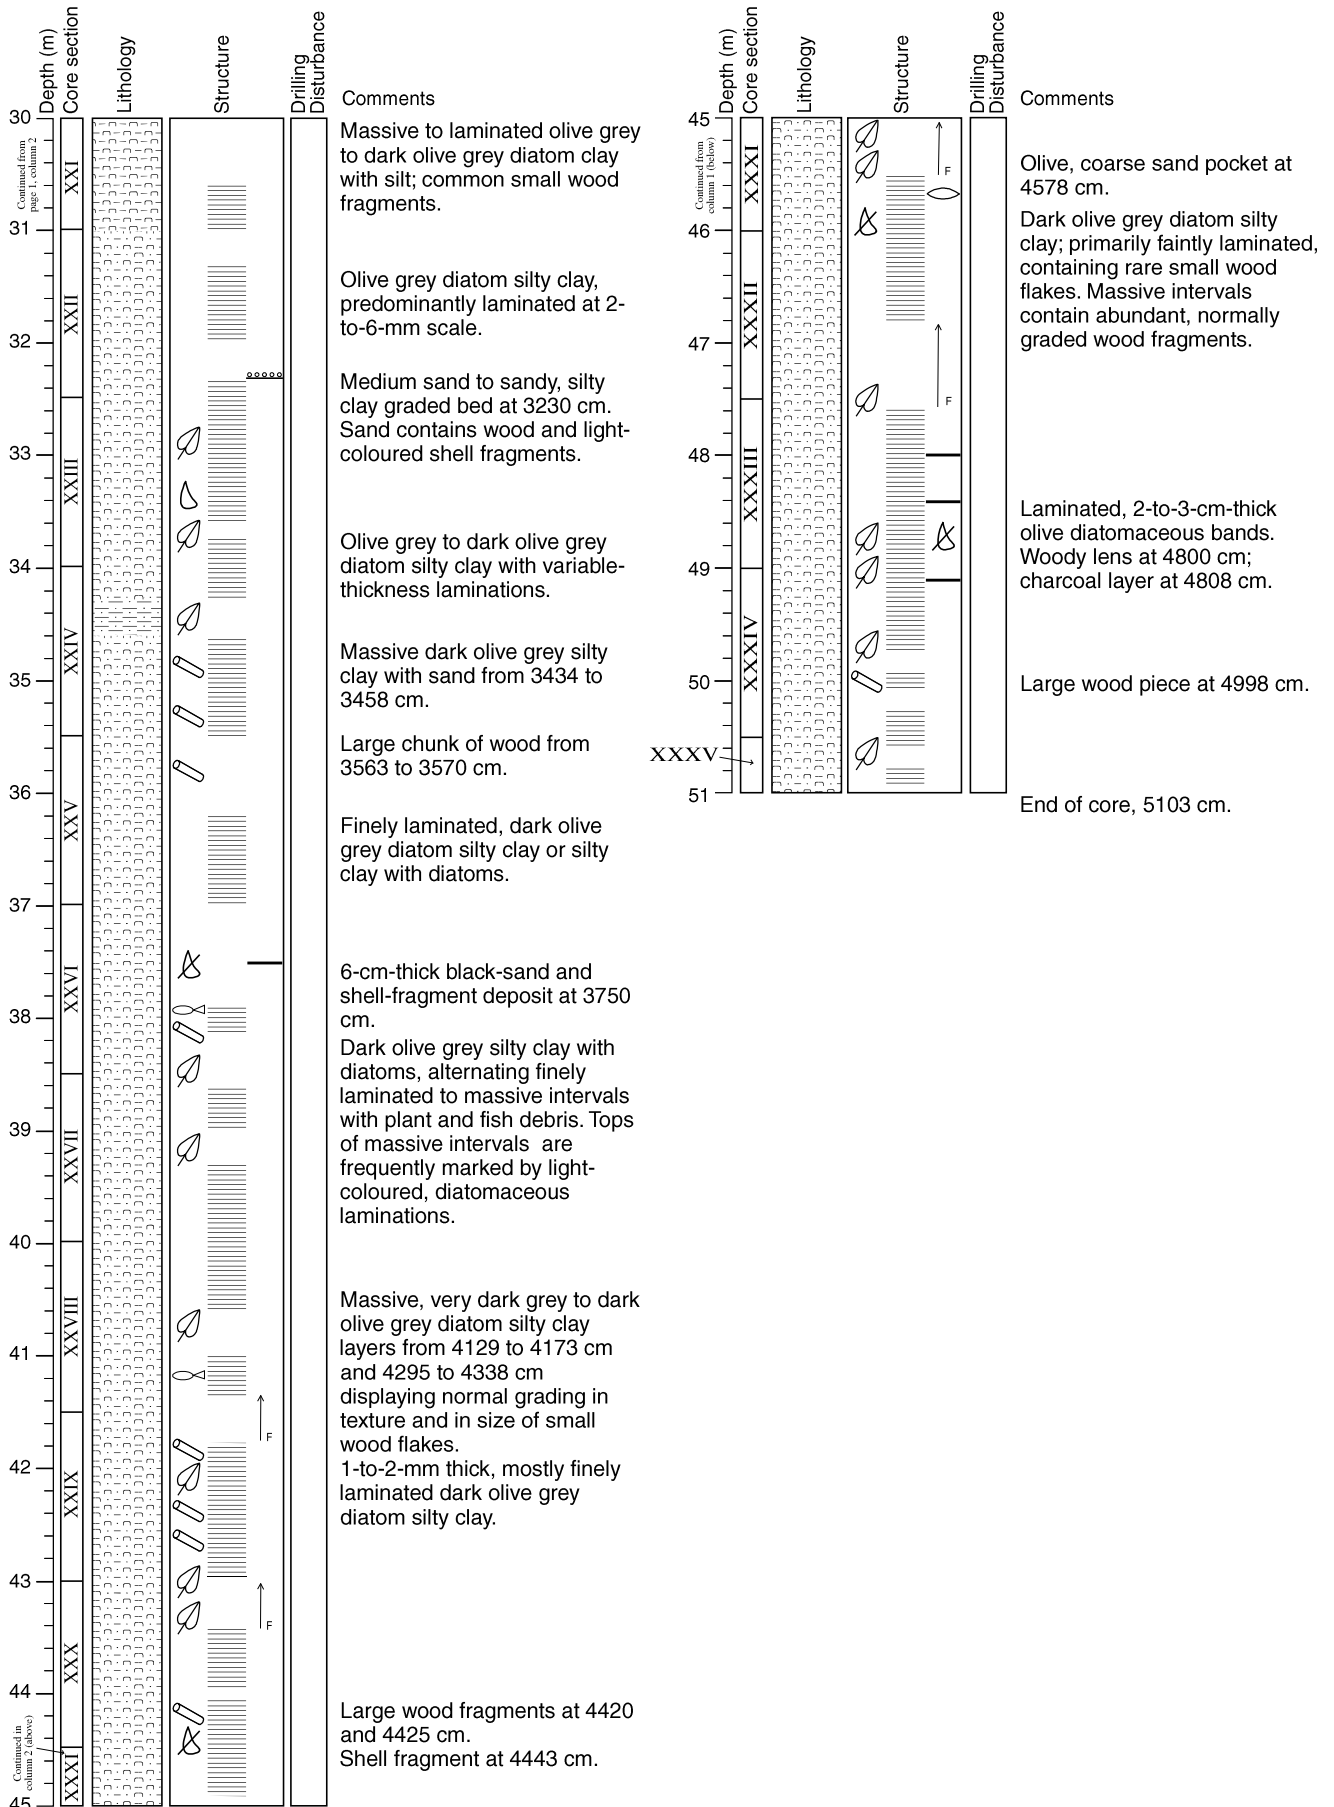 Depth (m)
Core section
Lithology
Structure
Drilling
Disturbance
Comments
30
31
32
33
34
35
36
37
38
39
40
41
42
43
44
45
Continued from
page 1, column 2
XXI
XXII
XXIII
XXIV
XXV
XXVI
XXVII
XXVIII
XXIX
XXX
XXXI
Continued in
column 2 (above)
F
F
Massive to laminated olive grey
to dark olive grey diatom clay
with silt; common small wood
fragments.
Olive grey diatom silty clay,
predominantly laminated at 2-
to-6-mm scale.
Medium sand to sandy, silty
clay graded bed at 3230 cm.
Sand contains wood and light-
coloured shell fragments.
Olive grey to dark olive grey
diatom silty clay with variable-
thickness laminations.
Massive dark olive grey silty
clay with sand from 3434 to
3458 cm.
Large chunk of wood from
3563 to 3570 cm.
Finely laminated, dark olive
grey diatom silty clay or silty
clay with diatoms.
6-cm-thick black-sand and
shell-fragment deposit at 3750
cm.
Dark olive grey silty clay with
diatoms, alternating finely
laminated to massive intervals
with plant and fish debris. Tops
of massive intervals are
frequently marked by light-
coloured, diatomaceous
laminations.
Massive, very dark grey to dark
olive grey diatom silty clay
layers from 4129 to 4173 cm
and 4295 to 4338 cm
displaying normal grading in
texture and in size of small
wood flakes.
1-to-2-mm thick, mostly finely
laminated dark olive grey
diatom silty clay.
Large wood fragments at 4420
and 4425 cm.
Shell fragment at 4443 cm.
Depth (m)
Core section
Lithology
Structure
Drilling
Disturbance
Comments
45
46
47
48
49
50
51
Continued from
column 1 (below)
XXXI
XXXII
XXXIII
XXXIV
XXXV
F
F
Olive, coarse sand pocket at
4578 cm.
Dark olive grey diatom silty
clay; primarily faintly laminated,
containing rare small wood
flakes. Massive intervals
contain abundant, normally
graded wood fragments.
Laminated, 2-to-3-cm-thick
olive diatomaceous bands.
Woody lens at 4800 cm;
charcoal layer at 4808 cm.
Large wood piece at 4998 cm.
End of core, 5103 cm.